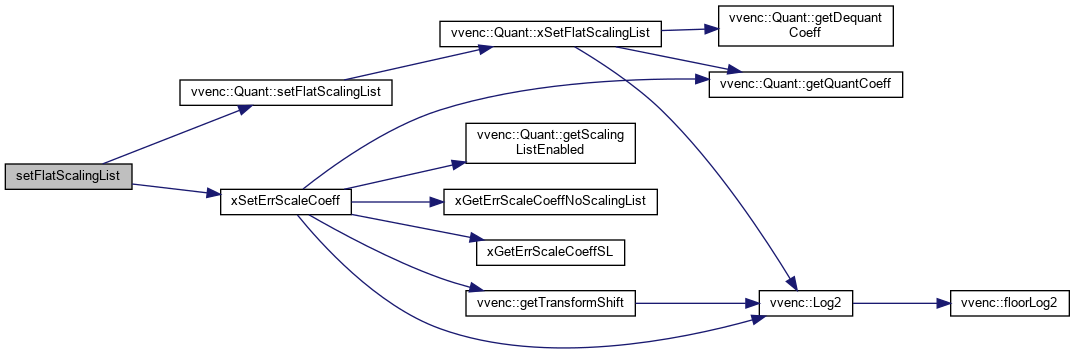 vvenc::Quant::getDequant
Coeff
vvenc::Quant::xSetFlatScalingList
vvenc::Quant::getQuantCoeff
vvenc::Quant::setFlatScalingList
vvenc::Quant::getScaling
ListEnabled
setFlatScalingList
xSetErrScaleCoeff
xGetErrScaleCoeffNoScalingList
xGetErrScaleCoeffSL
vvenc::getTransformShift
vvenc::Log2
vvenc::floorLog2